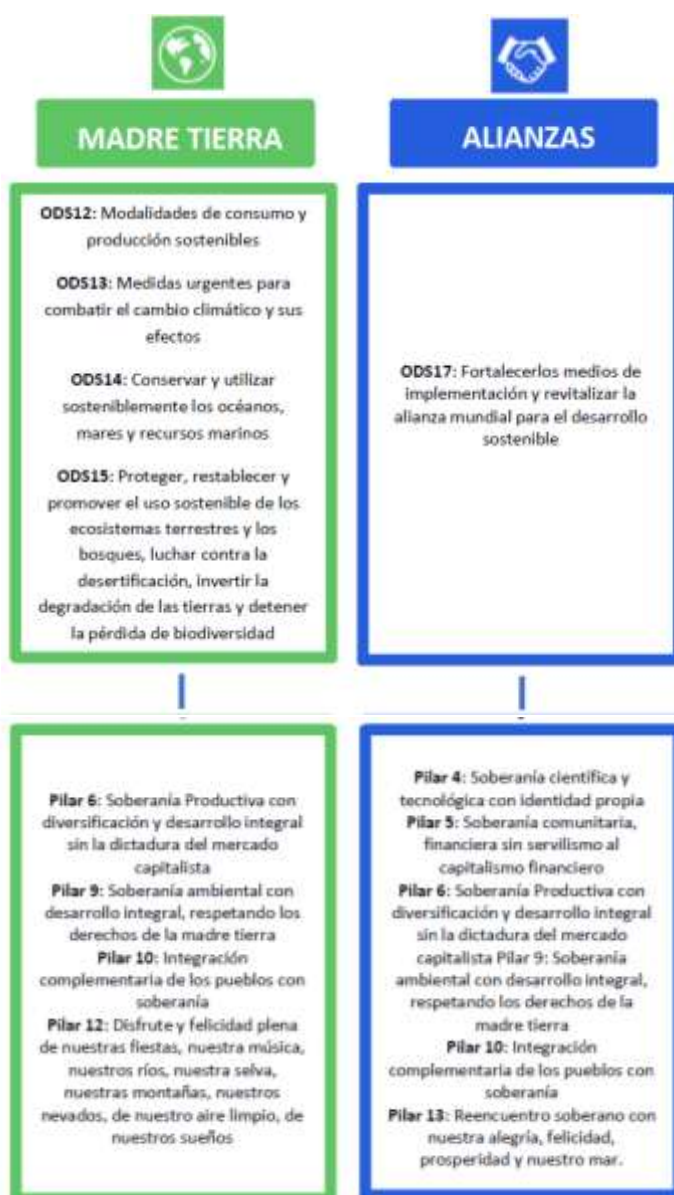 MADRE TIERRA
ODS12: Modalidades de consumo y
producción sostenibles
ODS13: Medidas urgentes para
combatir el cambio climático y sus
efectos
ODS14: Conservar y utilizar
sosteniblemente los océanos,
mares y recursos marinos
ODS15: Proteger, restablecer y
promover el uso sostenible de los
ecosistemas terrestres y los
bosques, luchar contra la
desertificación, invertir la
degradación de las tierras y detener
la pérdida de biodiversidad
Pilar 6: Soberanía Productiva con
diversificación y desarrollo integral
sin la dictadura del mercado
capitalista
Pilar 9: Soberanía ambiental con
desarrollo integral, respetando los
derechos de la madre tierra
Pilar 10: Integración
complementaria de los pueblos con
soberanía
Pilar 12: Disfrute y felicidad plena
de nuestras fiestas, nuestra música,
nuestros ríos, nuestra selva,
nuestras montañas, nuestros
nevados, de nuestro aire limpio, de
nuestros sueños
ALIANZAS
ODS17: Fortalecerlos medios de
implementación y revitalizar la
alianza mundial para el desarrollo
sostenible
Pilar 4: Soberanía científica y
tecnológica con identidad propia
Pilar 5: Soberanía comunitaria,
financiera sin servilismo al
capitalismo financiero
Pilar 6: Soberanía Productiva con
diversificación y desarrollo integral
sin la dictadura del mercado
capitalista Pilar 9: Soberanía
ambiental con desarrollo integral,
respetando los derechos de la
madre tierra
Pilar 10: Integración
complementaria de los pueblos con
soberanía
Pilar 13: Reencuentro soberano con
nuestra alegría, felicidad,
prosperidad y nuestro mar.